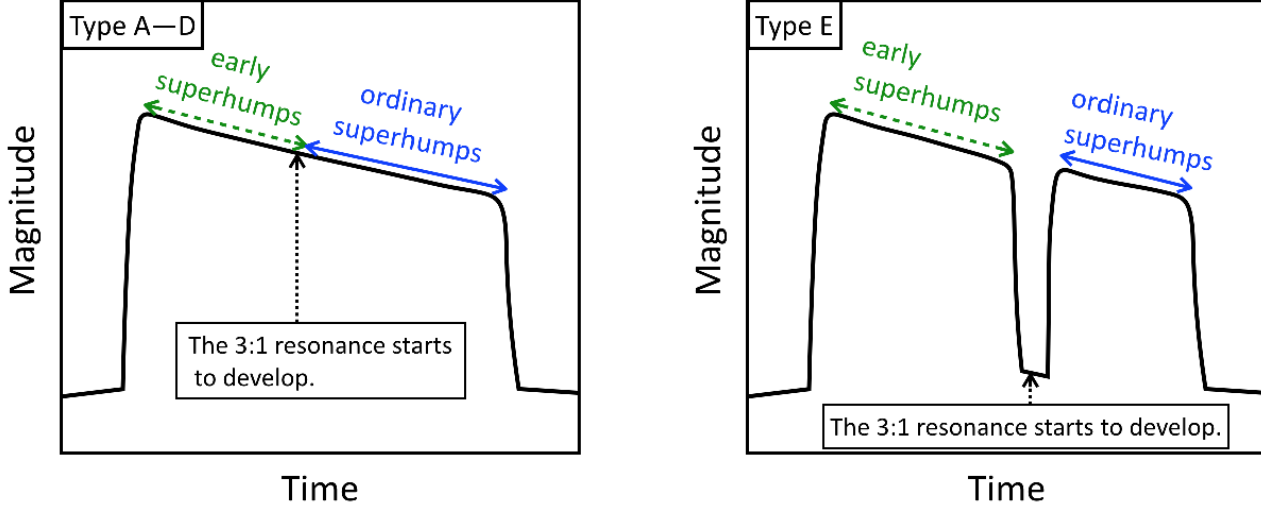 Type A—D
early
superhumps
ordinary
superhumps
The 3:1 resonance starts
to develop.
Magnitude
Time
Type E
early
superhumps
ordinary
superhumps
The 3:1 resonance starts to develop.
Magnitude
Time